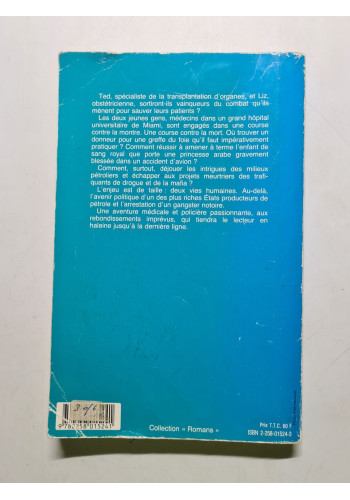 Ted, spécialiste de la transplantation d'organes, et Liz,
obstétricienne, sortiront-ils vainqueurs du combat qu'ils
mènent pour sauver leurs patients ?
Les deux jeunes gens, médecins dans un grand hôpital
universitaire de Miami, sont engagés dans une course
contre la montre. Une course contre la mort. Où trouver un
donneur pour une greffe du foie qu'il faut impérativement
pratiquer ? Comment réussir à amener à terme l'enfant de
sang royal que porte une princesse arabe gravement
blessée dans un accident d'avion ?
Comment, surtout, déjouer les intrigues des milieux
pétroliers et échapper aux projets meurtriers des trafi-
quants de drogue et de la mafia ?
L'enjeu est de taille : deux vies humaines. Au-delà,
l'avenir politique d'un des plus riches États producteurs de
pétrole et l'arrestation d'un gangster notoire.
Une aventure médicale et policière passionnante, aux
rebondissements imprévus, qui tiendra le lecteur en
haleine jusqu'à la dernière ligne.
9 782258 015241
Collection « Romans »
Prix T.T.C. 80 F
ISBN 2-258-01524-3